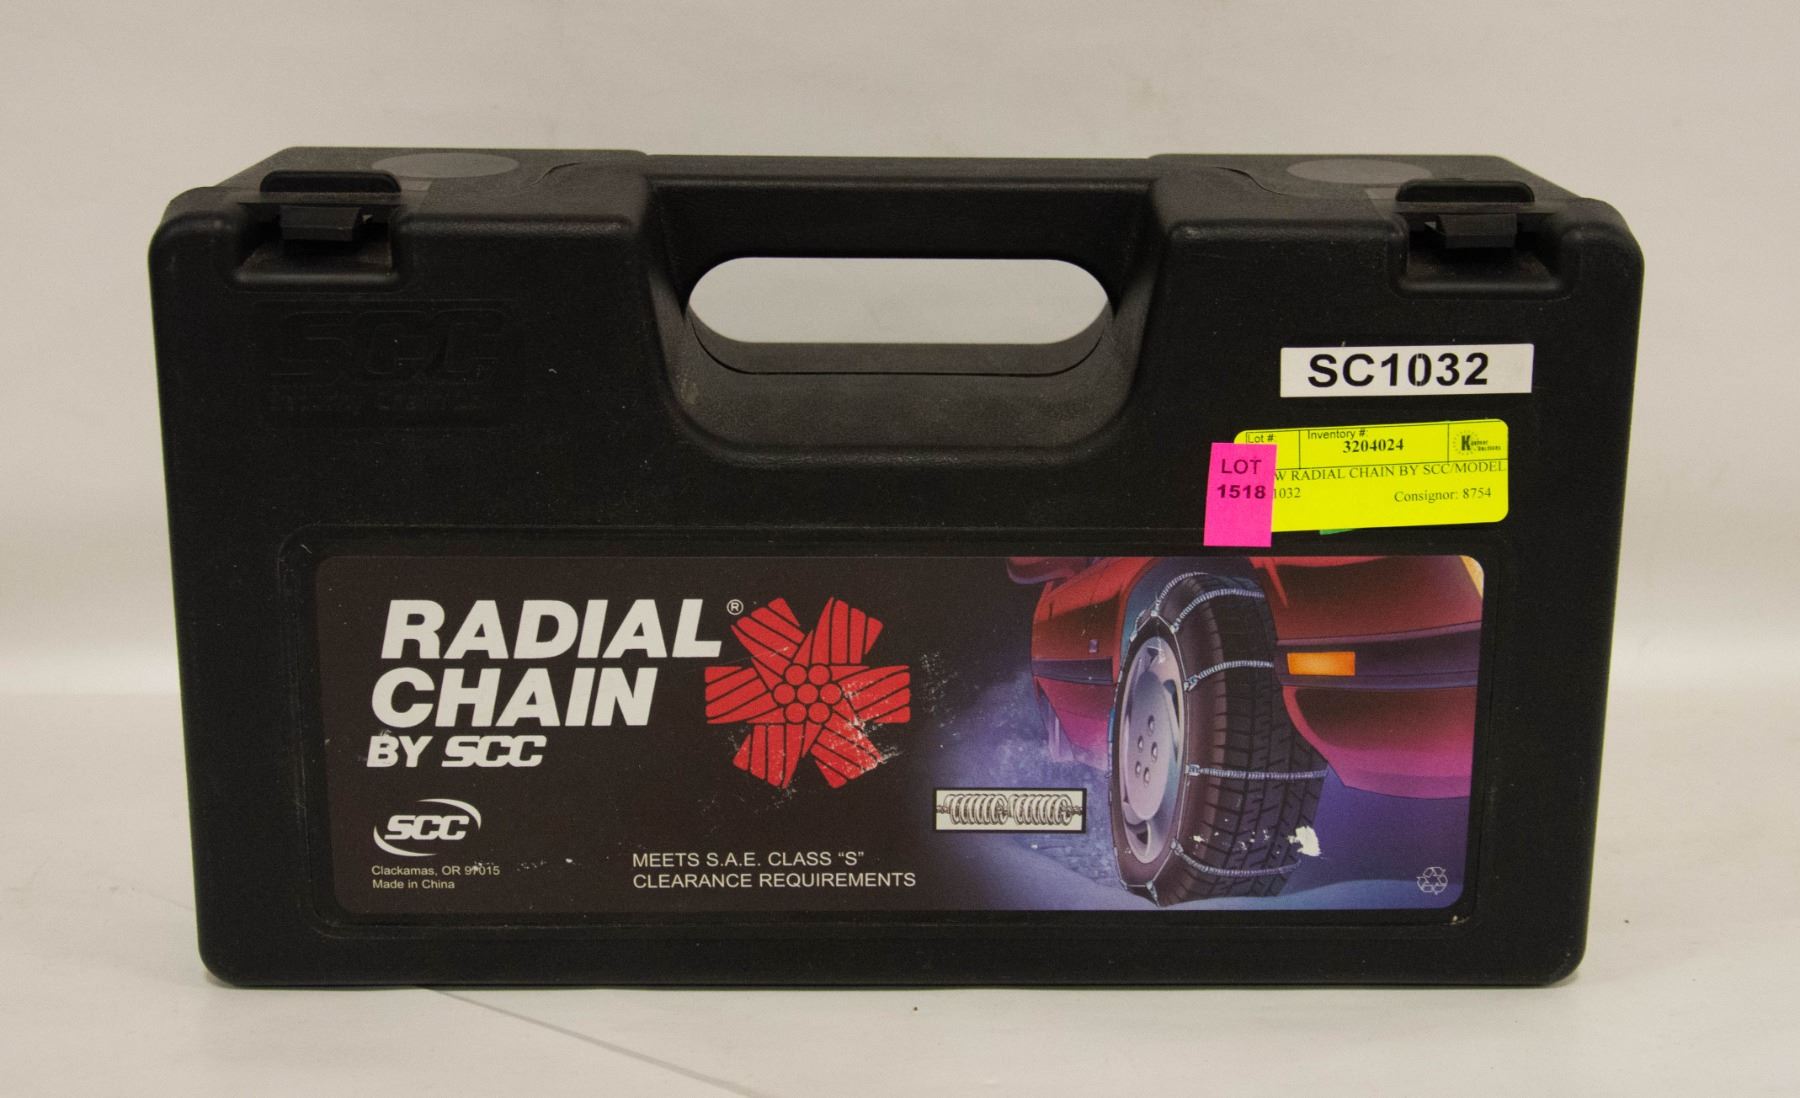 SCC
SC1032
Lot #:
Inventory #:
3204024
LOT
1518
W RADIAL CHAIN BY SCC/MODEL
1032
Consignor: 8754
RADIAL®
CHAIN
BY SCC
SCC
Clackamas, OR 97015
Made in China
MEETS S.A.E. CLASS "S"
CLEARANCE REQUIREMENTS